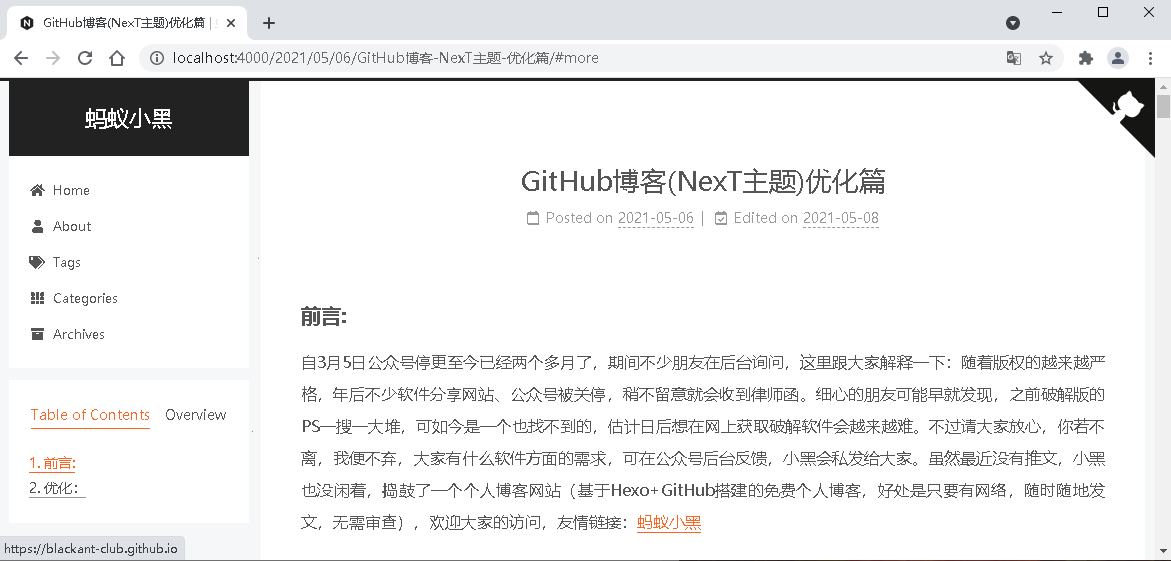 GitHub博客(NexT主题)优化篇 |
localhost:4000/2021/05/06/GitHub博客-NexT-主题-优化篇/#more
蚂蚁小黑
Home
About
Tags
Categories
Archives
Table of Contents Overview
1. 前言:
2. 优化：
GitHub博客(NexT主题)优化篇
Posted on 2021-05-06 | Edited on 2021-05-08
前言:
自3月5日公众号停更至今已经两个多月了，期间不少朋友在后台询问，这里跟大家解释一下：随着版权的越来越严
格，年后不少软件分享网站、公众号被关停，稍不留意就会收到律师函。细心的朋友可能早就发现，之前破解版的
PS一搜一大堆，可如今是一个也找不到的，估计日后想在网上获取破解软件会越来越难。不过请大家放心，你若不
离，我便不弃，大家有什么软件方面的需求，可在公众号后台反馈，小黑会私发给大家。虽然最近没有推文，小黑
也没闲着，捣鼓了一个个人博客网站（基于Hexo+GitHub搭建的免费个人博客，好处是只要有网络，随时随地发
文，无需审查），欢迎大家的访问，友情链接：蚂蚁小黑
https://blackant-club.github.io